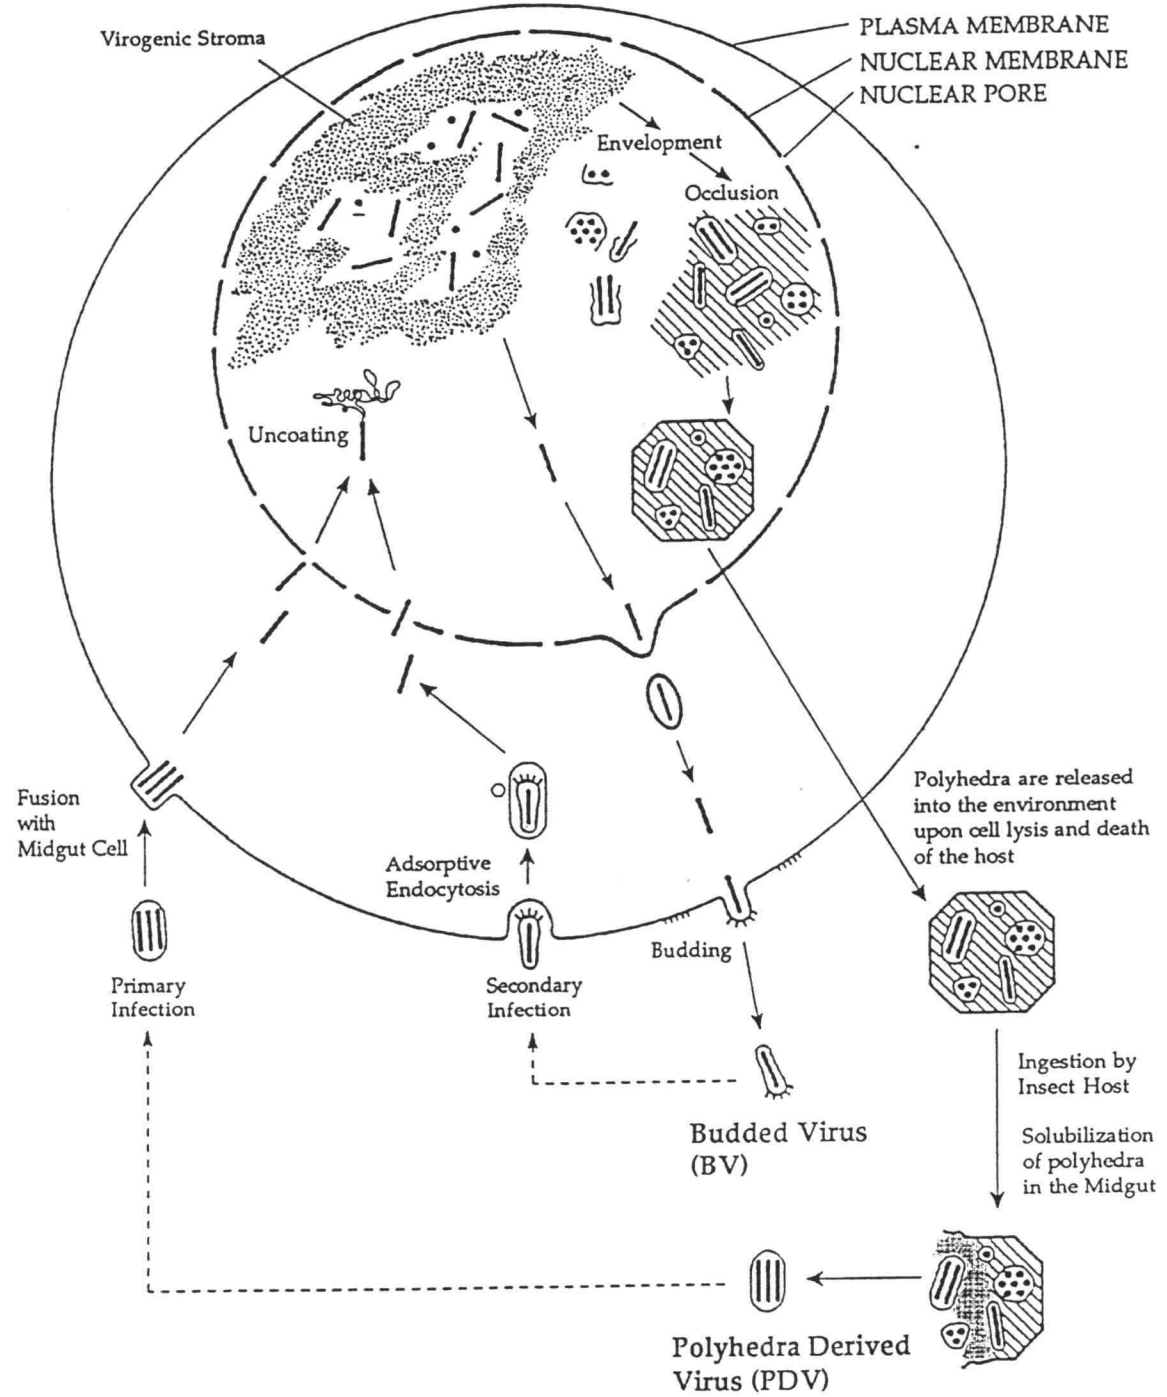 Virogenic Stroma
PLASMA MEMBRANE
NUCLEAR MEMBRANE
NUCLEAR PORE
Envelopment
Occlusion
Uncoating
Fusion
with
Midgut Cell
Adsorptive
Endocytosis
Polyhedra are released
into the environment
upon cell lysis and death
of the host
Budding
Primary
Infection
Secondary
Infection
Ingestion by
Insect Host
Budded Virus
(BV)
Solubilization
of polyhedra
in the Midgut
Polyhedra Derived
Virus (PDV)